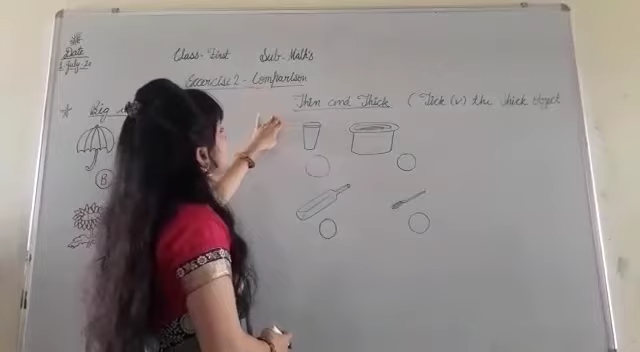 Date
1 July-20
Class- First Sub- Math's
Exercise 2 - Comparison
Big
Thin and Thick (Tick (v) the thick object
B